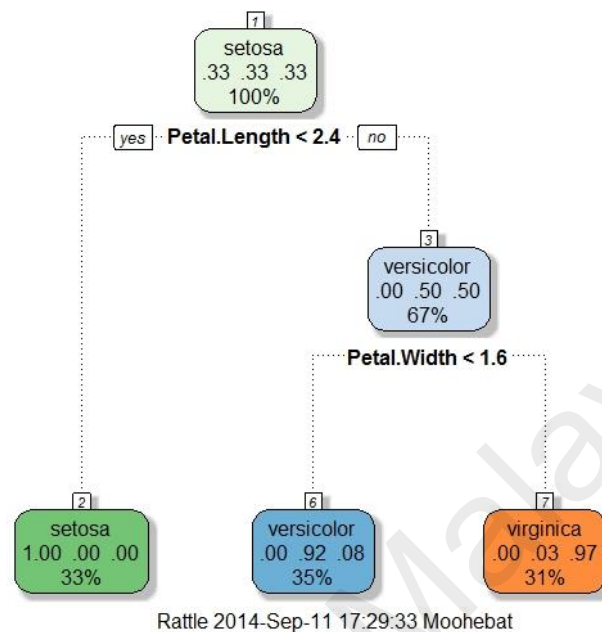 1
setosa
.33 .33 .33
100%
yes Petal.Length < 2.4 no
3
versicolor
.00 .50 .50
67%
Petal.Width < 1.6
2
setosa
1.00 .00 .00
33%
6
versicolor
.00 .92 .08
35%
7
virginica
.00 .03 .97
31%
Rattle 2014-Sep-11 17:29:33 Moohebat
Malay